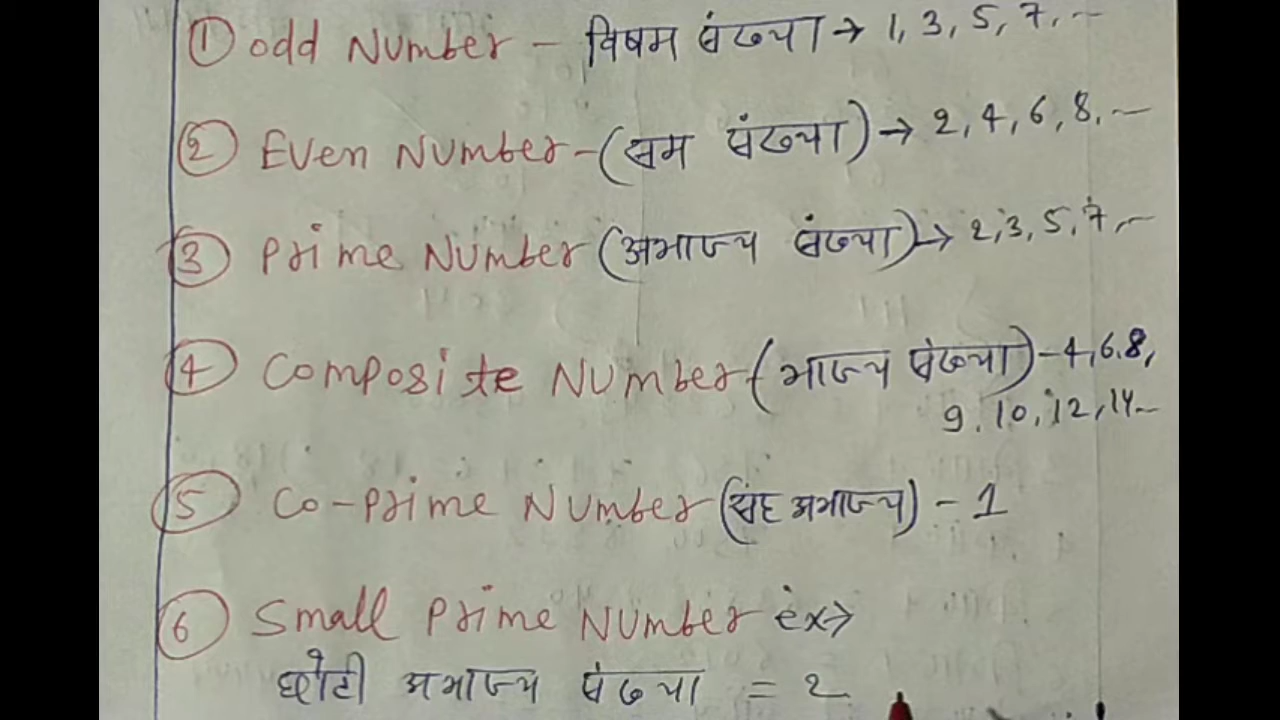 ① Odd Number - विषम संख्या → 1, 3, 5, 7, ...
② Even Number - (सम संख्या) → 2, 4, 6, 8, ...
③ Prime Number (अभाज्य संख्या) → 2, 3, 5, 7, ...
④ Composite Number - (भाज्य संख्या) - 4, 6, 8,
9, 10, 12, 14 ...
⑤ Co-prime Number (सह अभाज्य) - 1
⑥ Small Prime Number ex →
छोटी अभाज्य संख्या = 2